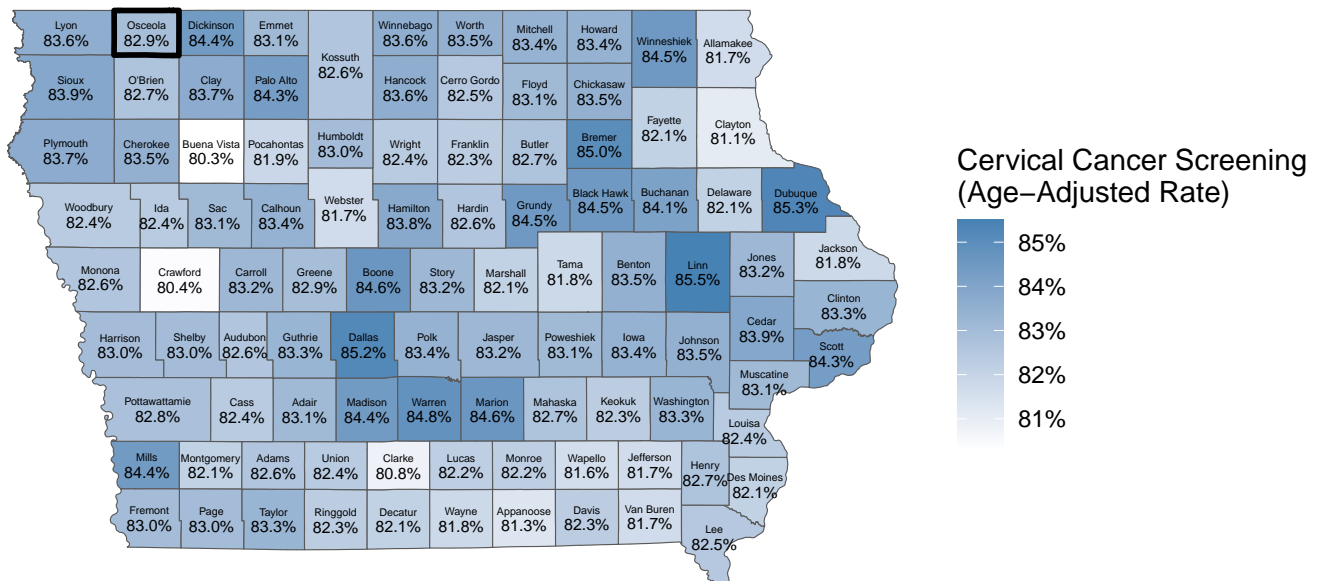 Lyon
83.6%
Osceola
82.9%
Dickinson
84.4%
Emmet
83.1%
Kossuth
82.6%
Winnebago
83.6%
Worth
83.5%
Mitchell
83.4%
Howard
83.4%
Winneshiek
84.5%
Allamakee
81.7%
Sioux
83.9%
O'Brien
82.7%
Clay
83.7%
Palo Alto
84.3%
Hancock
83.6%
Cerro Gordo
82.5%
Floyd
83.1%
Chickasaw
83.5%
Fayette
82.1%
Clayton
81.1%
Plymouth
83.7%
Cherokee
83.5%
Buena Vista
80.3%
Pocahontas
81.9%
Humboldt
83.0%
Wright
82.4%
Franklin
82.3%
Butler
82.7%
Bremer
85.0%
Woodbury
82.4%
Ida
82.4%
Sac
83.1%
Calhoun
83.4%
Webster
81.7%
Hamilton
83.8%
Hardin
82.6%
Grundy
84.5%
Black Hawk
84.5%
Buchanan
84.1%
Delaware
82.1%
Dubuque
85.3%
Monona
82.6%
Crawford
80.4%
Carroll
83.2%
Greene
82.9%
Boone
84.6%
Story
83.2%
Marshall
82.1%
Tama
81.8%
Benton
83.5%
Linn
85.5%
Jones
83.2%
Jackson
81.8%
Clinton
83.3%
Harrison
83.0%
Shelby
83.0%
Audubon
82.6%
Guthrie
83.3%
Dallas
85.2%
Polk
83.4%
Jasper
83.2%
Poweshiek
83.1%
Iowa
83.4%
Johnson
83.5%
Cedar
83.9%
Scott
84.3%
Muscatine
83.1%
Pottawattamie
82.8%
Cass
82.4%
Adair
83.1%
Madison
84.4%
Warren
84.8%
Marion
84.6%
Mahaska
82.7%
Keokuk
82.3%
Washington
83.3%
Louisa
82.4%
Mills
84.4%
Montgomery
82.1%
Adams
82.6%
Union
82.4%
Clarke
80.8%
Lucas
82.2%
Monroe
82.2%
Wapello
81.6%
Jefferson
81.7%
Henry
82.7%
Des Moines
82.1%
Fremont
83.0%
Page
83.0%
Taylor
83.3%
Ringgold
82.3%
Decatur
82.1%
Wayne
81.8%
Appanoose
81.3%
Davis
82.3%
Van Buren
81.7%
Lee
82.5%
Cervical Cancer Screening
(Age−Adjusted Rate)
85%
84%
83%
82%
81%